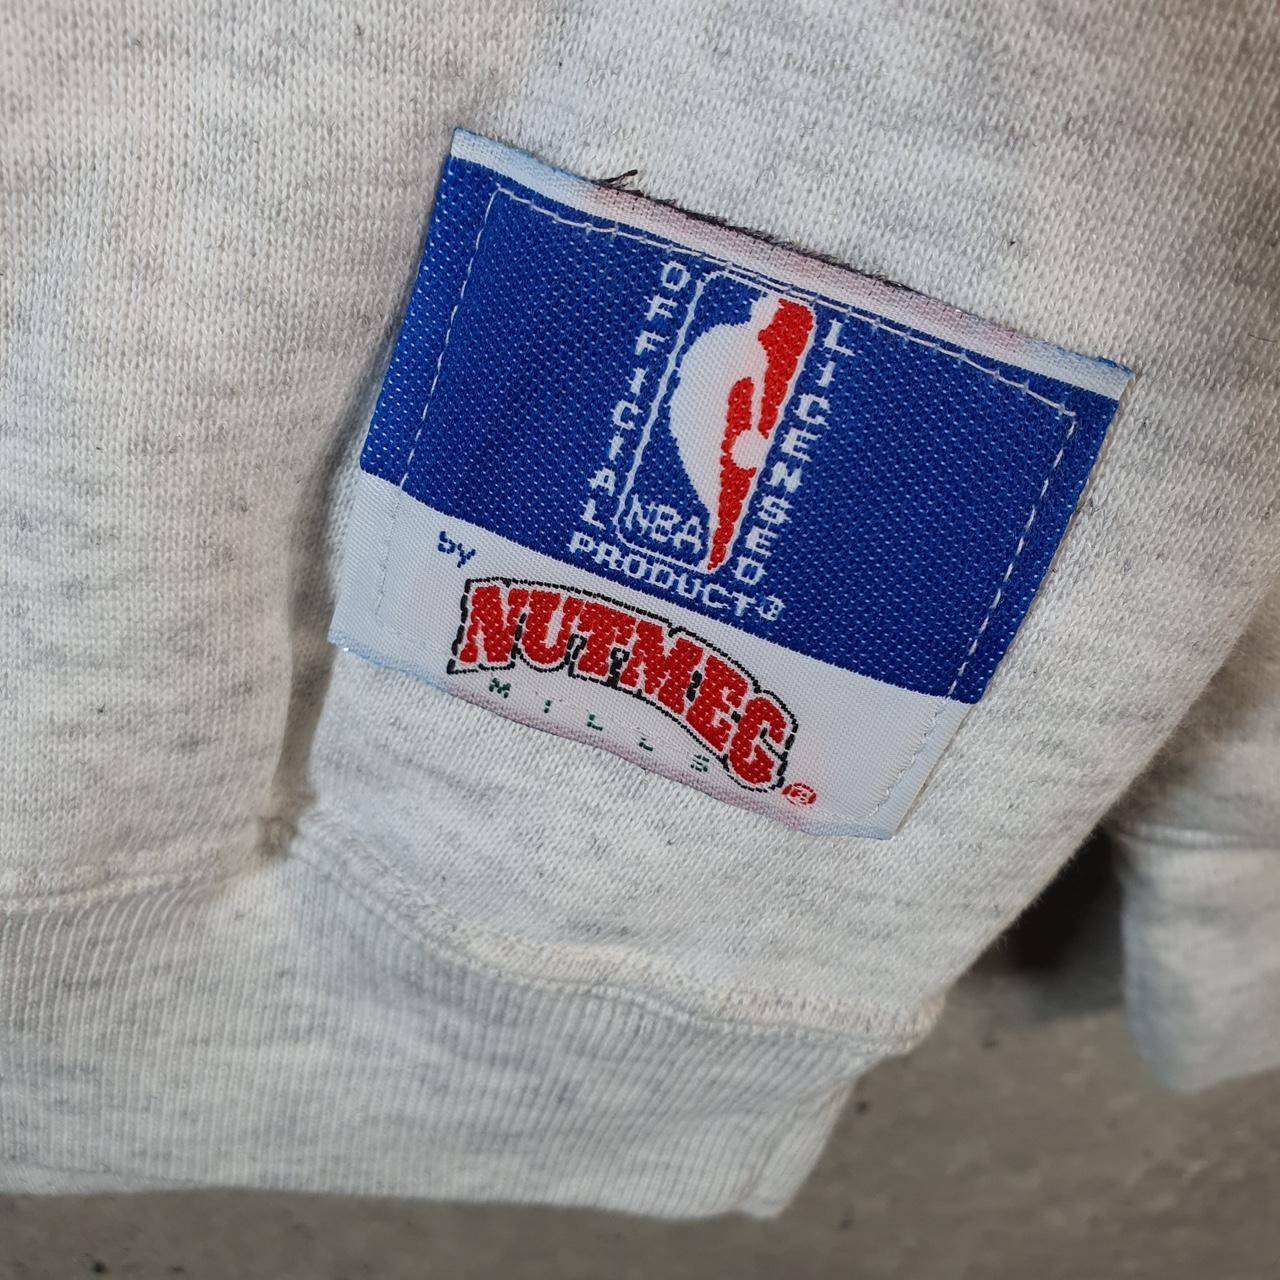 OFFICIAL
LICENSED
NBA
PRODUCT
by
NUTMEG
MILLS
®